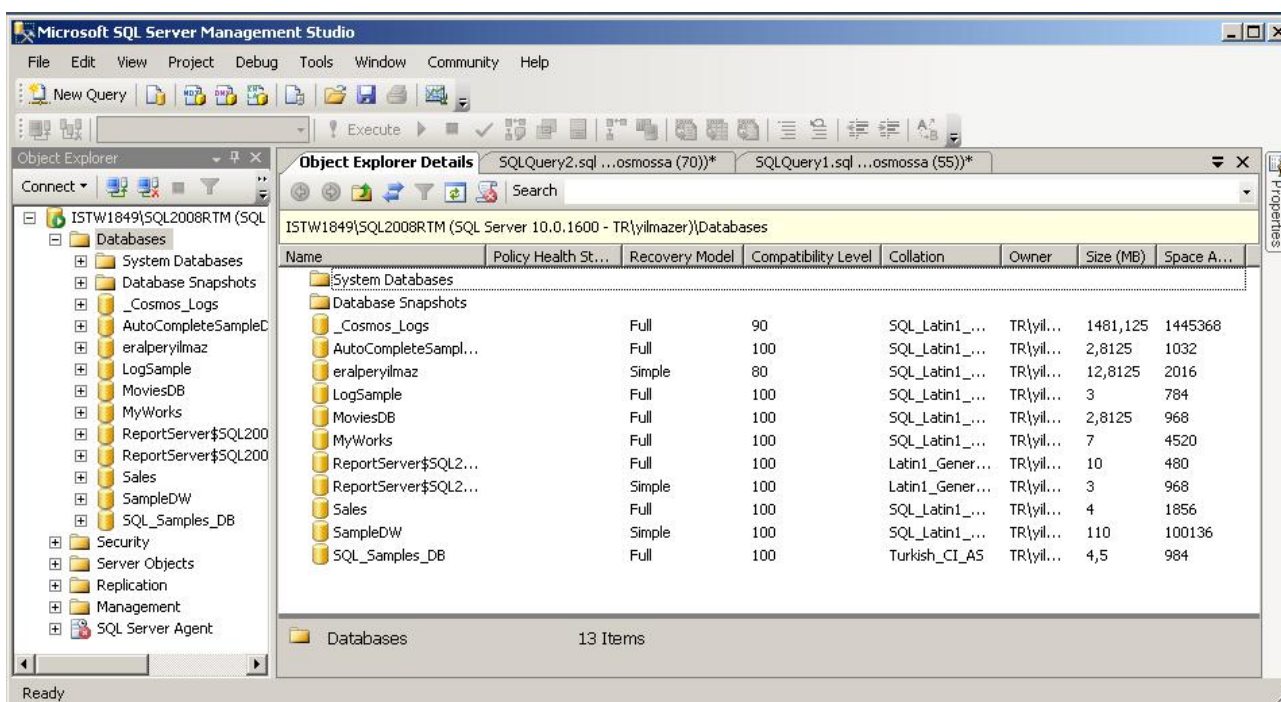 Microsoft SQL Server Management Studio
File Edit View Project Debug Tools Window Community Help
New Query
Execute
Object Explorer
Connect
ISTW1849\SQL2008RTM (SQL
Databases
System Databases
Database Snapshots
_Cosmos_Logs
AutoCompleteSampleD
eralperyilmaz
LogSample
MoviesDB
MyWorks
ReportServer$SQL200
ReportServer$SQL200
Sales
SampleDW
SQL_Samples_DB
Security
Server Objects
Replication
Management
SQL Server Agent
Object Explorer Details SQLQuery2.sql ...osmossa (70))* SQLQuery1.sql ...osmossa (55))*
Search
ISTW1849\SQL2008RTM (SQL Server 10.0.1600 - TR\yilmazer)\Databases
Name Policy Health St... Recovery Model Compatibility Level Collation Owner Size (MB) Space A...
System Databases
Database Snapshots
_Cosmos_Logs Full 90 SQL_Latin1_... TR\yil... 1481,125 1445368
AutoCompleteSampl... Full 100 SQL_Latin1_... TR\yil... 2,8125 1032
eralperyilmaz Simple 80 SQL_Latin1_... TR\yil... 12,8125 2016
LogSample Full 100 SQL_Latin1_... TR\yil... 3 784
MoviesDB Full 100 SQL_Latin1_... TR\yil... 2,8125 968
MyWorks Full 100 SQL_Latin1_... TR\yil... 7 4520
ReportServer$SQL2... Full 100 Latin1_Gener... TR\yil... 10 480
ReportServer$SQL2... Simple 100 Latin1_Gener... TR\yil... 3 968
Sales Full 100 SQL_Latin1_... TR\yil... 4 1856
SampleDW Simple 100 SQL_Latin1_... TR\yil... 110 100136
SQL_Samples_DB Full 100 Turkish_CI_AS TR\yil... 4,5 984
Databases 13 Items
Properties
Ready